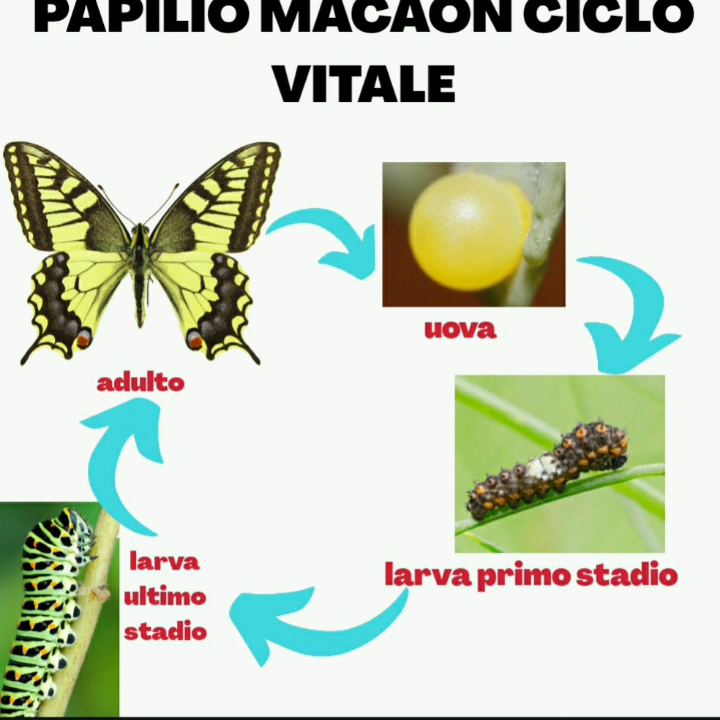 PAPILIO MACAON CICLO
VITALE
adulto
uova
larva primo stadio
larva
ultimo
stadio